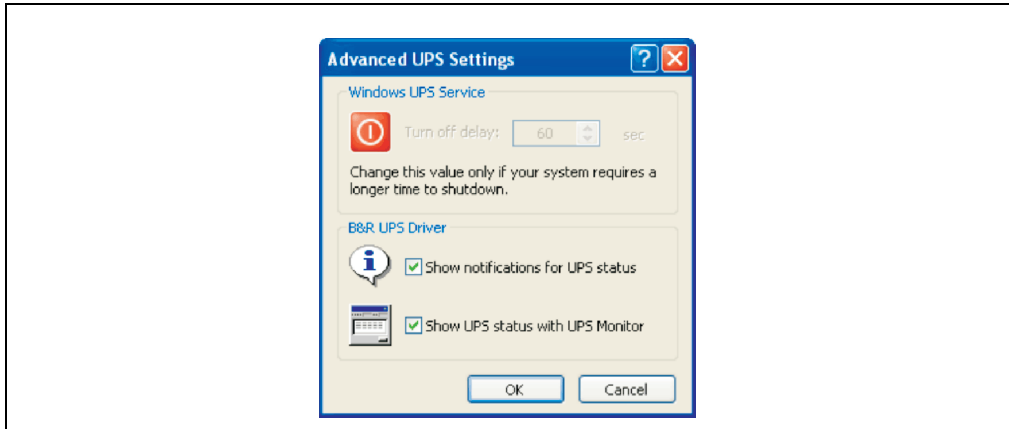 Advanced UPS Settings
Windows UPS Service
Turn off delay: 60 sec
Change this value only if your system requires a
longer time to shutdown.
B&R UPS Driver
Show notifications for UPS status
Show UPS status with UPS Monitor
OK Cancel